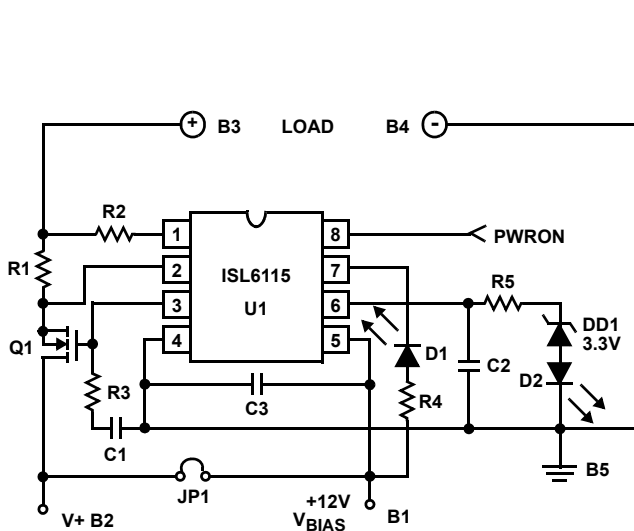 B3 LOAD B4
R2
1 8 PWRON
R1 2 ISL6115 7 R5
3 U1 6 DD1
3.3V
Q1 4 5 D1 C2 D2
R3 C3 R4
C1
JP1 B5
+12V
V+ B2 VBIAS B1